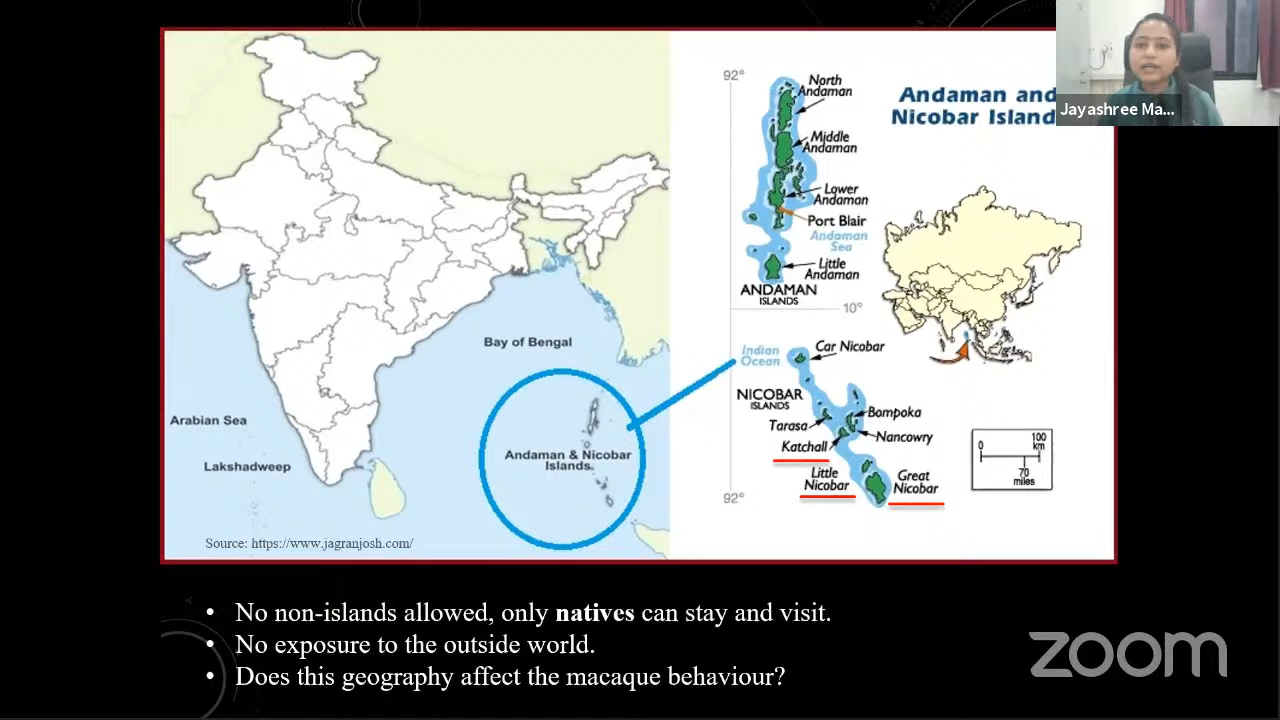 Arabian Sea
Lakshadweep
Bay of Bengal
Andaman & Nicobar
Islands
Source: https://www.jagranjosh.com/
Andaman and
Nicobar Island
92°
North
Andaman
Middle
Andaman
Lower
Andaman
Port Blair
Andaman
Sea
Little
Andaman
ANDAMAN
ISLANDS
10°
Indian
Ocean
Car Nicobar
NICOBAR
ISLANDS
Bompoka
Tarasa
Nancowry
Katchall
Little
Nicobar
Great
Nicobar
92°
0
100
km
70
miles
Jayashree Ma...
• No non-islands allowed, only natives can stay and visit.
• No exposure to the outside world.
• Does this geography affect the macaque behaviour?
zoom